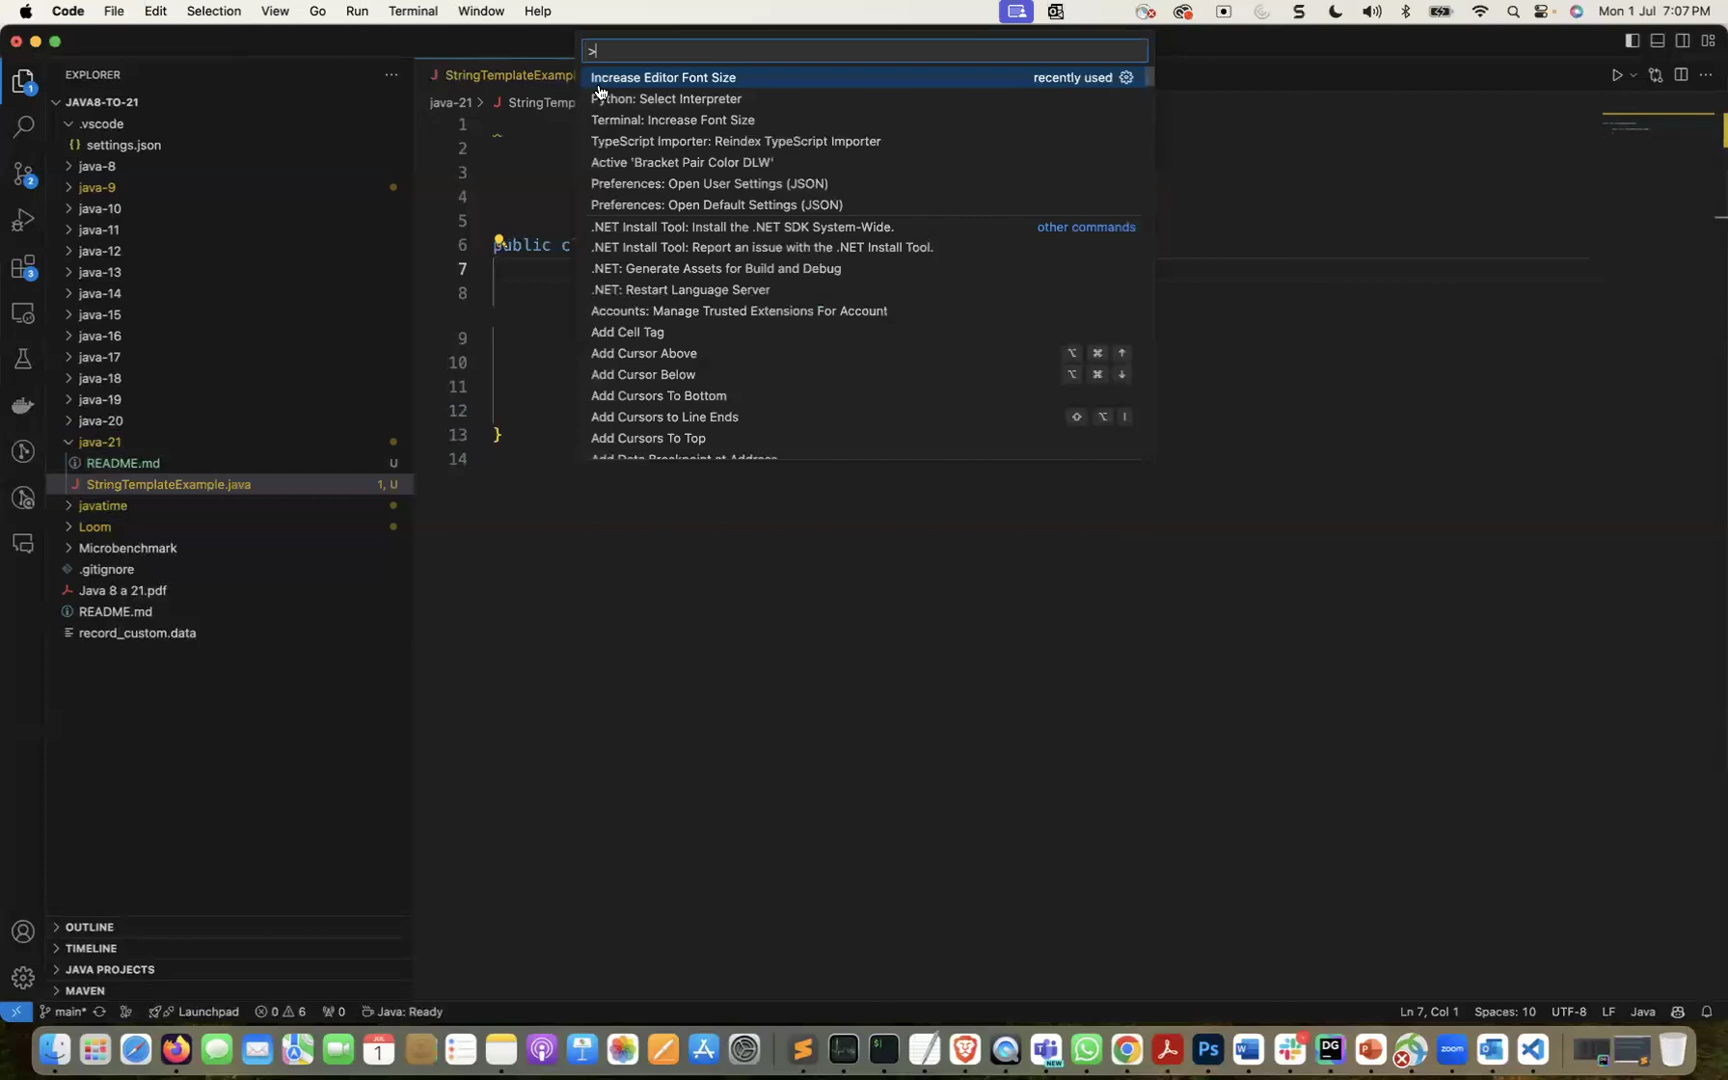 Code File Edit Selection View Go Run Terminal Window Help Mon 1 Jul 7:07 PM
>
EXPLORER
JAVA8-TO-21
.vscode
settings.json
java-8
java-9
java-10
java-11
java-12
java-13
java-14
java-15
java-16
java-17
java-18
java-19
java-20
java-21
README.md U
StringTemplateExample.java 1, U
javatime
Loom
Microbenchmark
.gitignore
Java 8 a 21.pdf
README.md
record_custom.data
OUTLINE
TIMELINE
JAVA PROJECTS
MAVEN
StringTemplateExamp
java-21 > StringTemp
1
2
3
4
5
6 public c
7
8
9
10
11
12
13 }
14
Increase Editor Font Size recently used
Python: Select Interpreter
Terminal: Increase Font Size
TypeScript Importer: Reindex TypeScript Importer
Active 'Bracket Pair Color DLW'
Preferences: Open User Settings (JSON)
Preferences: Open Default Settings (JSON)
.NET Install Tool: Install the .NET SDK System-Wide. other commands
.NET Install Tool: Report an issue with the .NET Install Tool.
.NET: Generate Assets for Build and Debug
.NET: Restart Language Server
Accounts: Manage Trusted Extensions For Account
Add Cell Tag
Add Cursor Above ⌥ ⌘ ↑
Add Cursor Below ⌥ ⌘ ↓
Add Cursors To Bottom
Add Cursors to Line Ends ⇧ ⌥ I
Add Cursors To Top
Add Data Breakpoint at Address
main* Launchpad 0 6 0 Java: Ready Ln 7, Col 1 Spaces: 10 UTF-8 LF Java